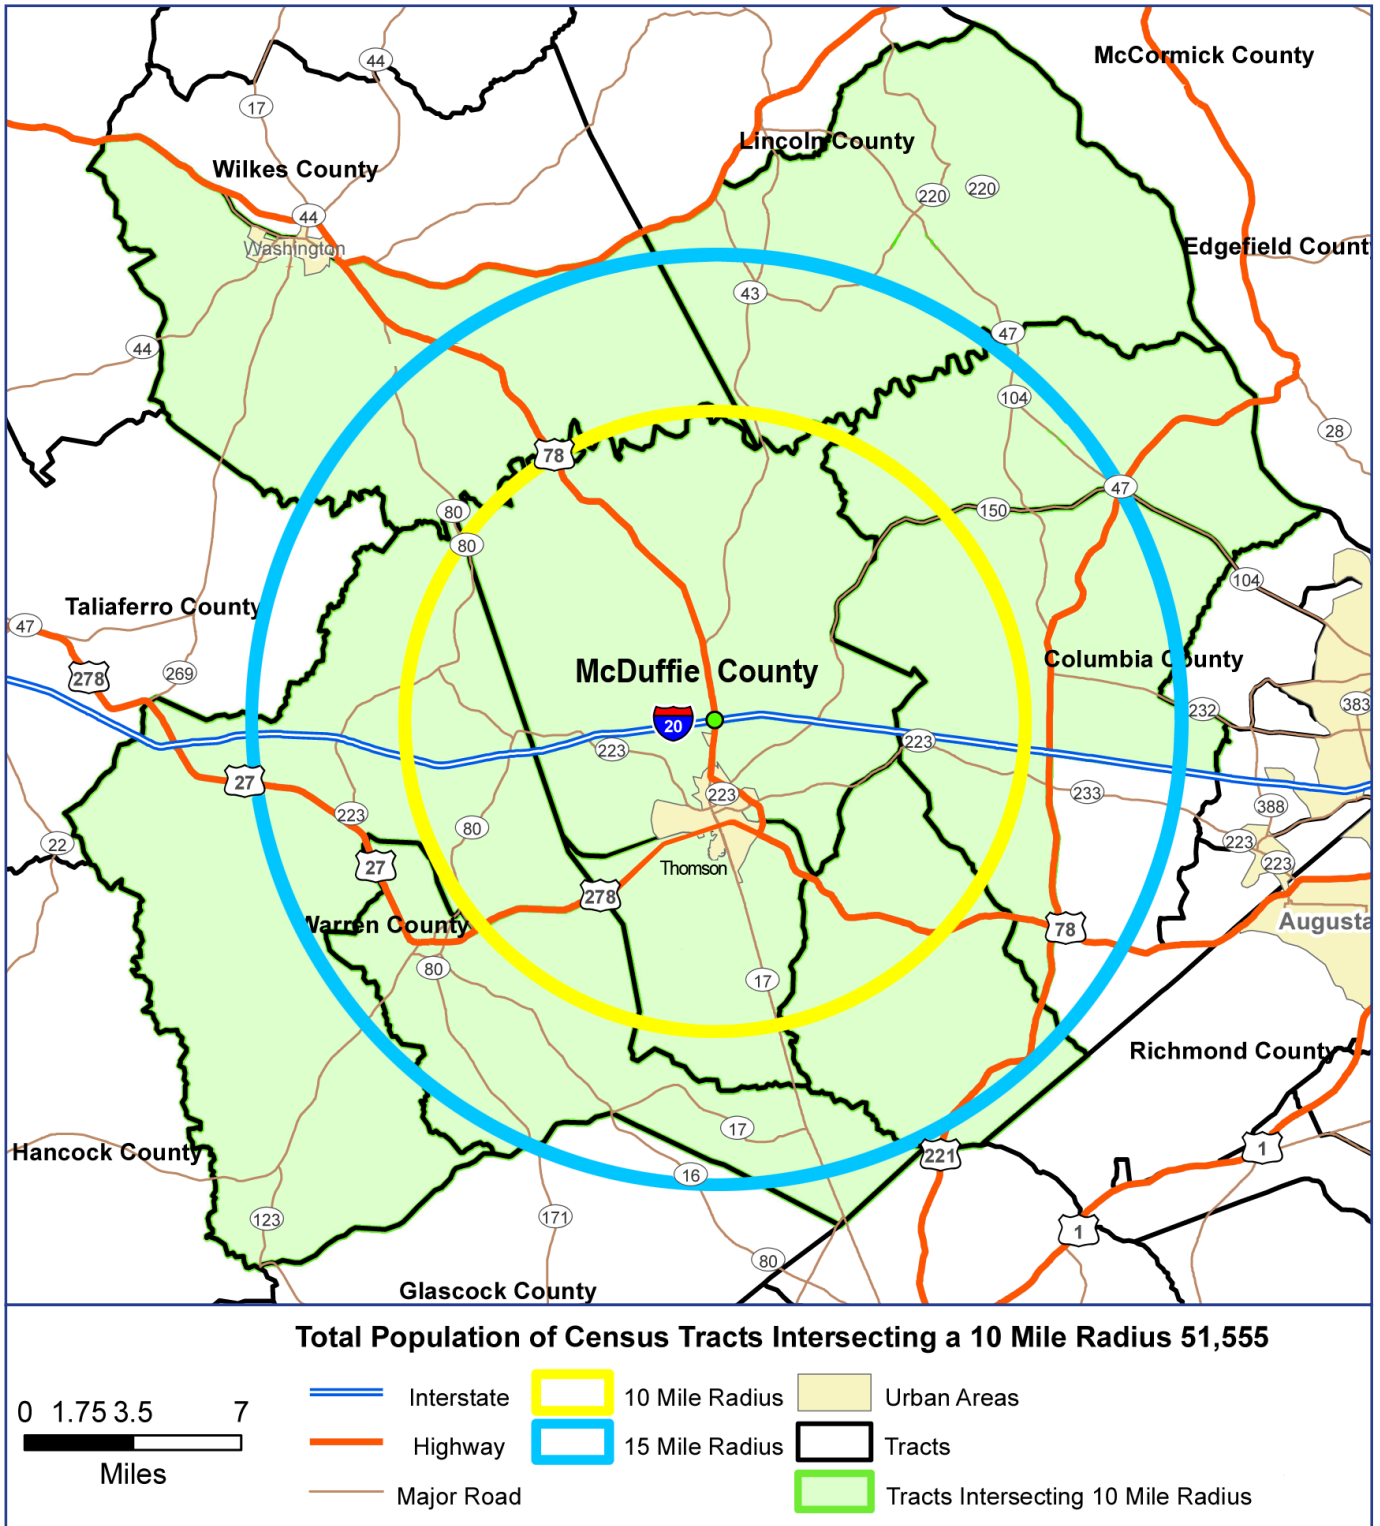 McCormick County
44
17
Lincoln County
Wilkes County
220
220
44
Washington
Edgefield Count
43
47
44
104
28
78
47
80
150
80
104
Taliaferro County
47
278
269
McDuffie County
Columbia County
232
383
20
223
223
27
223
233
388
223
80
22
27
223
223
Thomson
278
Warren County
78
Augusta
80
17
Richmond County
17
Hancock County
221
1
16
123
171
1
80
Glascock County
Total Population of Census Tracts Intersecting a 10 Mile Radius 51,555
Interstate
10 Mile Radius
Urban Areas
0 1.75 3.5 7
Highway
15 Mile Radius
Tracts
Miles
Major Road
Tracts Intersecting 10 Mile Radius